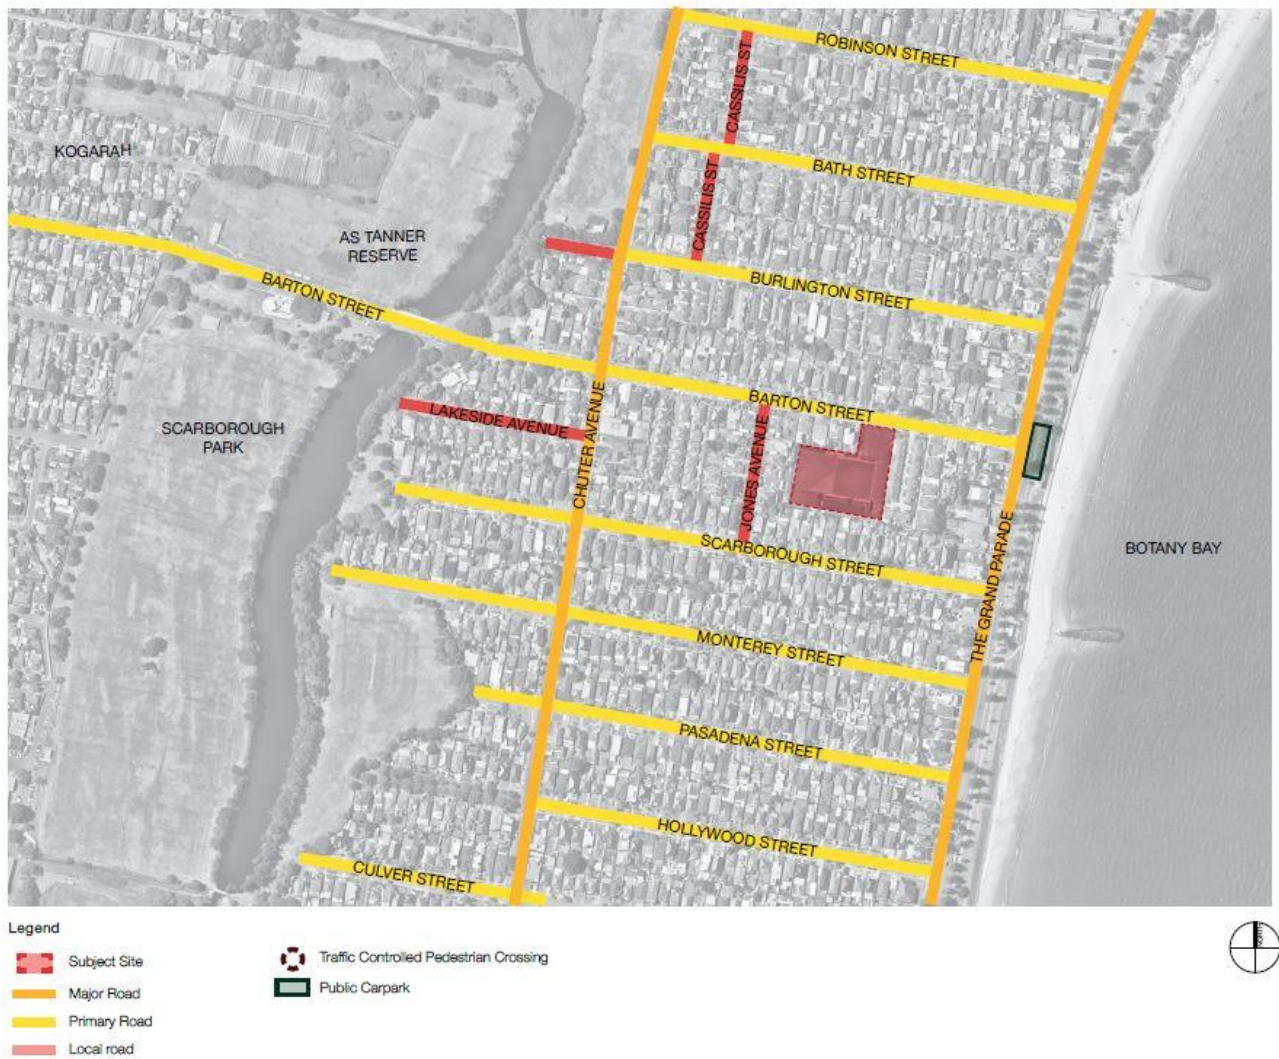 ROBINSON STREET
CASSILIS ST
KOGARAH
BATH STREET
CASSILIS ST
AS TANNER
RESERVE
BARTON STREET
BURLINGTON STREET
BARTON STREET
LAKESIDE AVENUE
SCARBOROUGH
PARK
CHUTER AVENUE
JONES AVENUE
SCARBOROUGH STREET
BOTANY BAY
THE GRAND PARADE
MONTEREY STREET
PASADENA STREET
HOLLYWOOD STREET
CULVER STREET
Legend
Subject Site
Major Road
Primary Road
Local road
Traffic Controlled Pedestrian Crossing
Public Carpark
NORTH